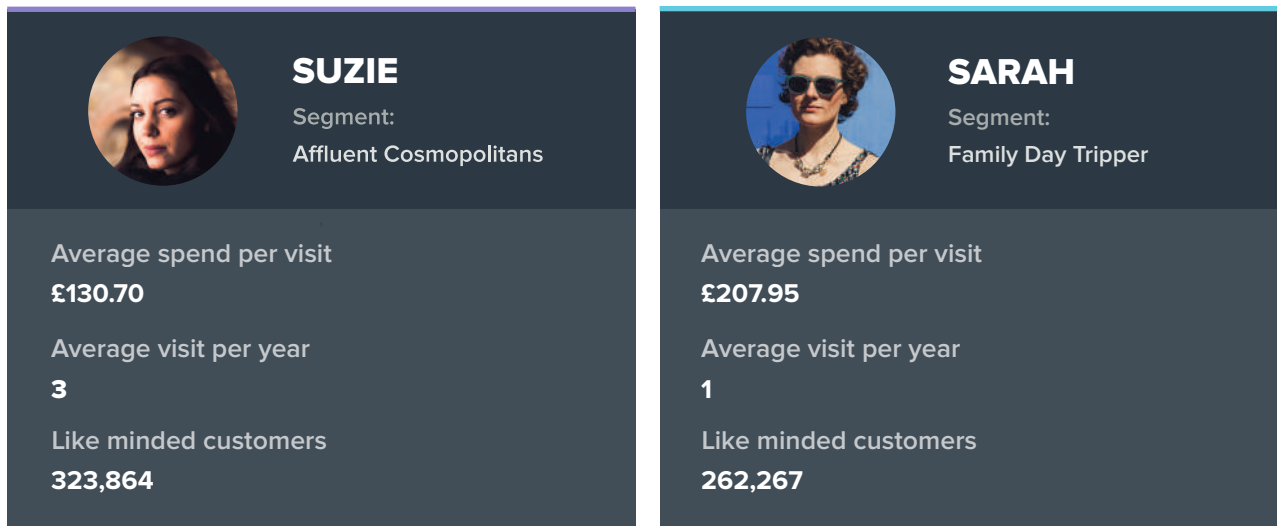 SUZIE
Segment:
Affluent Cosmopolitans
Average spend per visit
£130.70
Average visit per year
3
Like minded customers
323,864
SARAH
Segment:
Family Day Tripper
Average spend per visit
£207.95
Average visit per year
1
Like minded customers
262,267